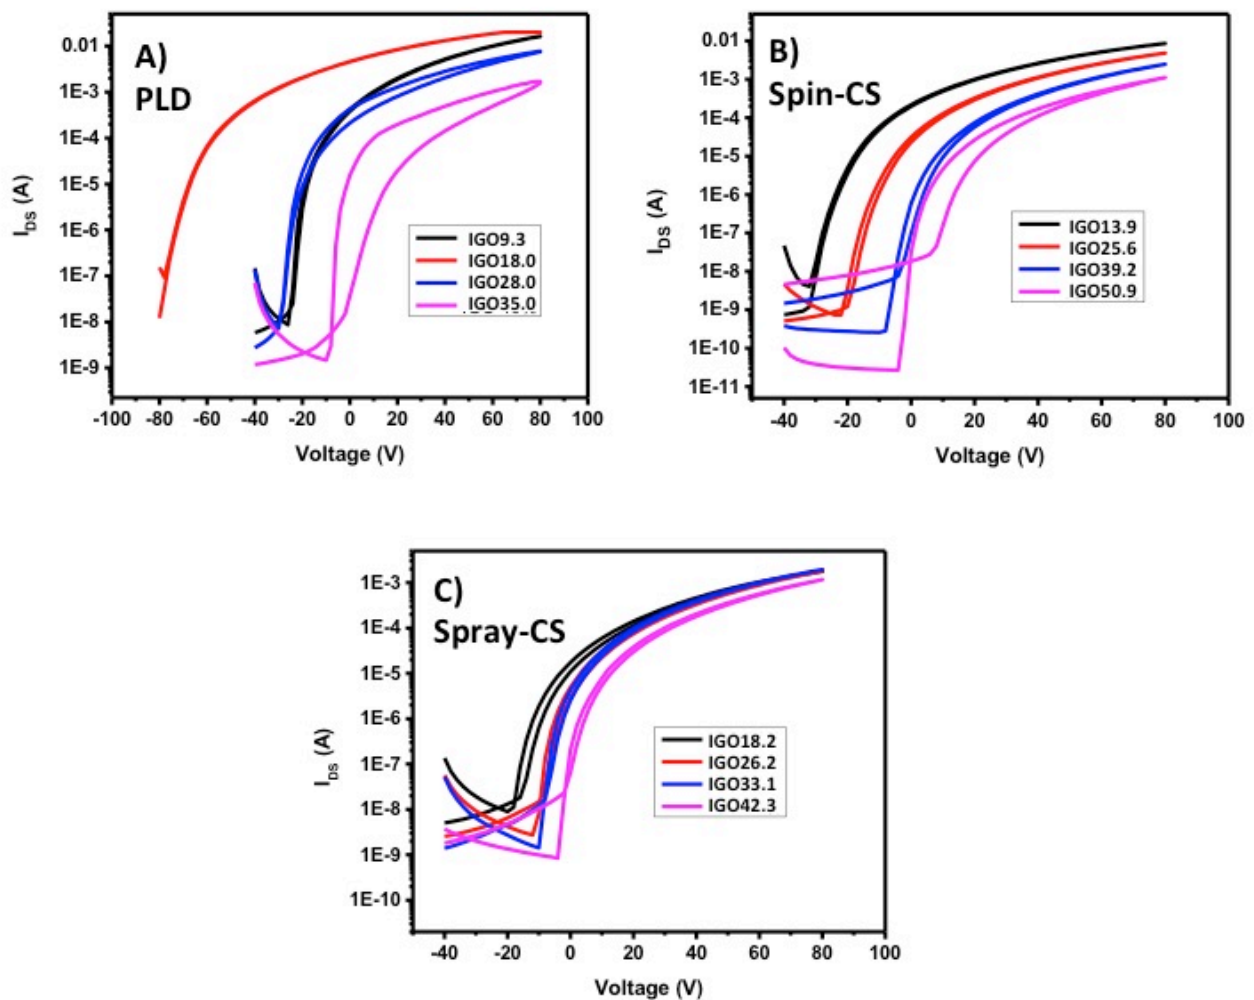 A)
PLD
0.01
1E-3
1E-4
1E-5
1E-6
1E-7
1E-8
1E-9
I_DS (A)
IGO9.3
IGO18.0
IGO28.0
IGO35.0
-100 -80 -60 -40 -20 0 20 40 60 80 100
Voltage (V)
B)
Spin-CS
0.01
1E-3
1E-4
1E-5
1E-6
1E-7
1E-8
1E-9
1E-10
1E-11
I_DS (A)
IGO13.9
IGO25.6
IGO39.2
IGO50.9
-40 -20 0 20 40 60 80 100
Voltage (V)
C)
Spray-CS
1E-3
1E-4
1E-5
1E-6
1E-7
1E-8
1E-9
1E-10
I_DS (A)
IGO18.2
IGO26.2
IGO33.1
IGO42.3
-40 -20 0 20 40 60 80 100
Voltage (V)